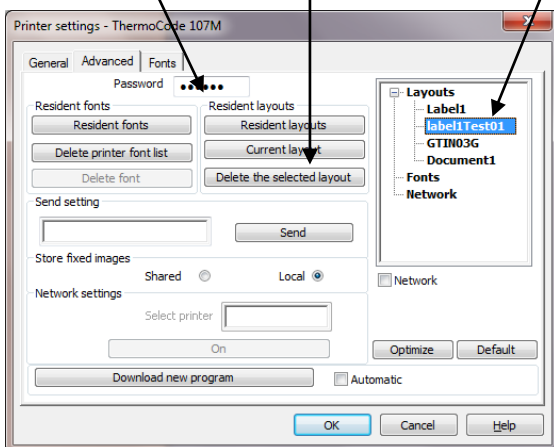 Printer settings - ThermoCode 107M
General Advanced Fonts
Password ••••••
Resident fonts
Resident fonts
Delete printer font list
Delete font
Resident layouts
Resident layouts
Current layout
Delete the selected layout
Send setting
Send
Store fixed images
Shared Local
Network settings
Select printer
On
Download new program
Automatic
Layouts
Label1
label1Test01
GTIN03G
Document1
Fonts
Network
Network
Optimize Default
OK Cancel Help